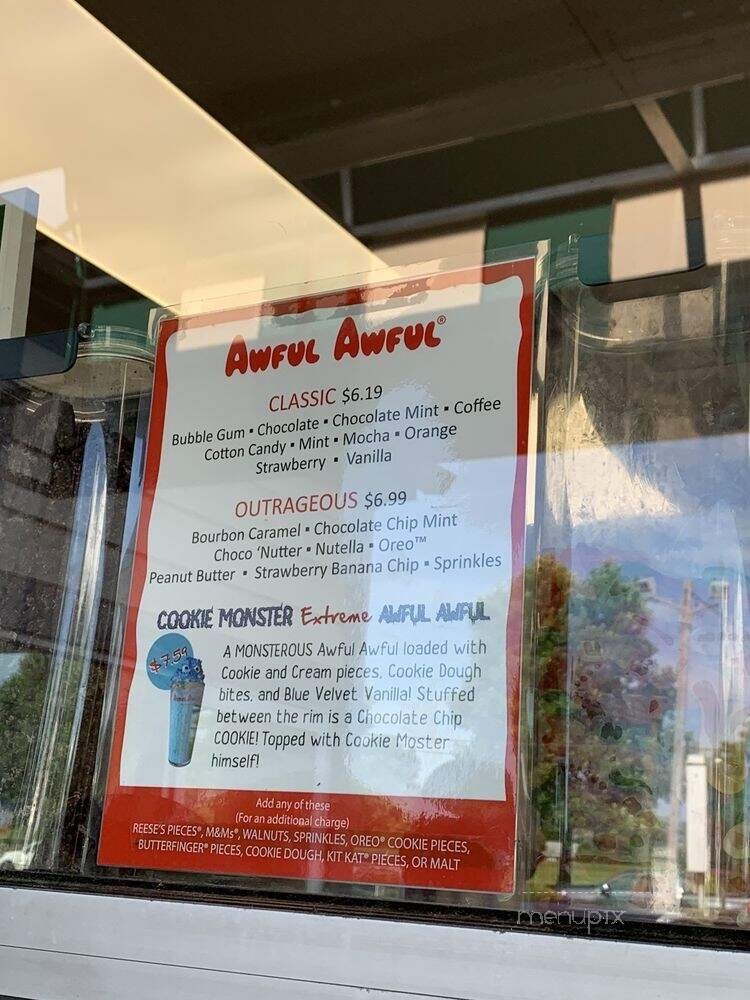 AWFUL AWFUL®
CLASSIC $6.19
Bubble Gum ▪ Chocolate ▪ Chocolate Mint ▪ Coffee
Cotton Candy ▪ Mint ▪ Mocha ▪ Orange
Strawberry ▪ Vanilla
OUTRAGEOUS $6.99
Bourbon Caramel ▪ Chocolate Chip Mint
Choco 'Nutter ▪ Nutella ▪ Oreo™
Peanut Butter ▪ Strawberry Banana Chip ▪ Sprinkles
COOKIE MONSTER Extreme AWFUL AWFUL
$7.59
A MONSTEROUS Awful Awful loaded with
Cookie and Cream pieces, Cookie Dough
bites, and Blue Velvet Vanilla! Stuffed
between the rim is a Chocolate Chip
COOKIE! Topped with Cookie Moster
himself!
Add any of these
(For an additional charge)
REESE'S PIECES®, M&Ms®, WALNUTS, SPRINKLES, OREO® COOKIE PIECES,
BUTTERFINGER® PIECES, COOKIE DOUGH, KIT KAT® PIECES, OR MALT
menupix